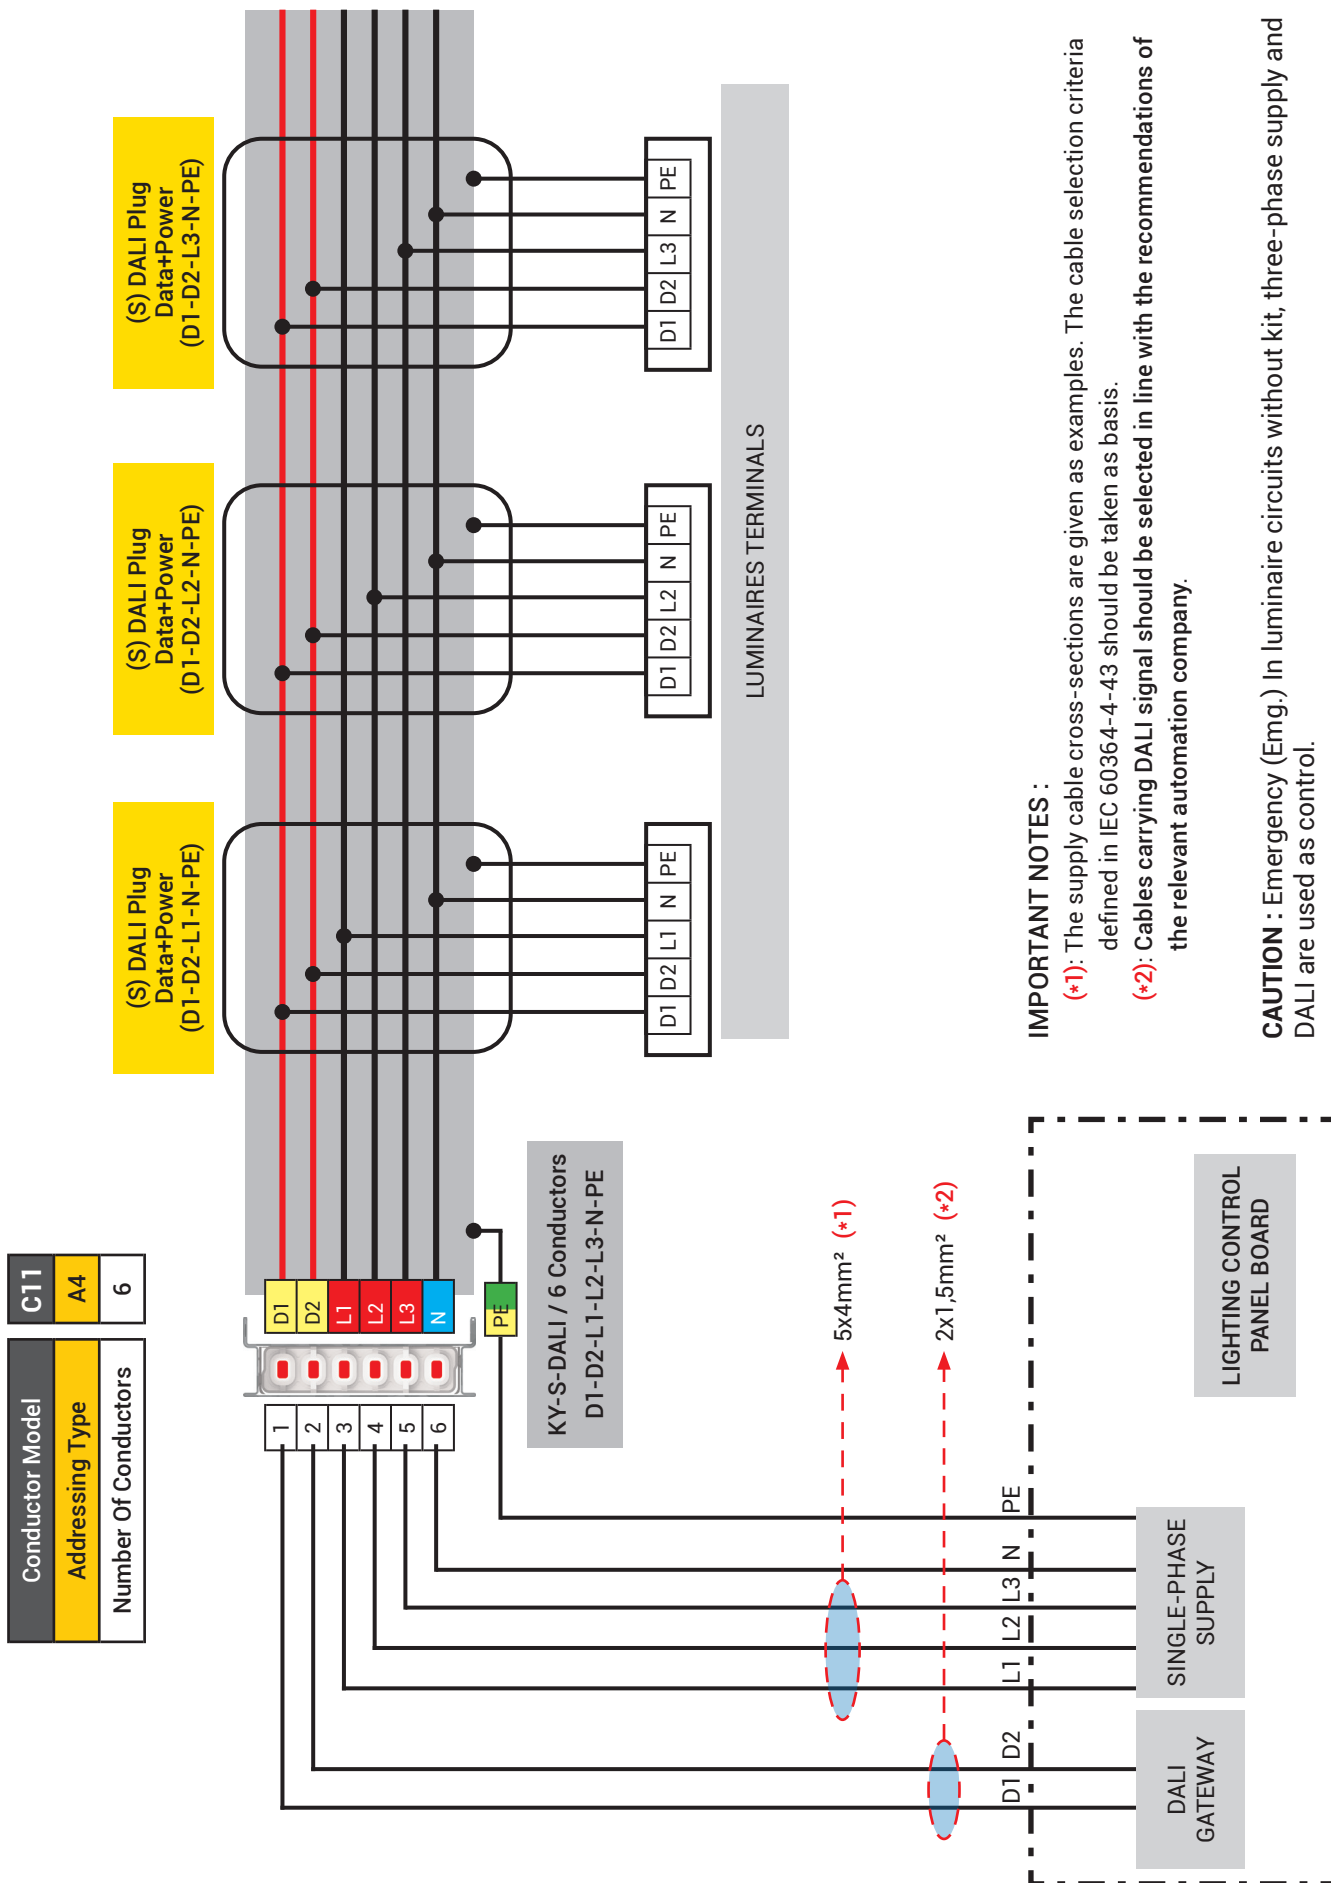 Conductor Model C11
Addressing Type A4
Number Of Conductors 6
(S) DALI Plug
Data+Power
(D1-D2-L1-N-PE)
(S) DALI Plug
Data+Power
(D1-D2-L2-N-PE)
(S) DALI Plug
Data+Power
(D1-D2-L3-N-PE)
1 D1
2 D2
3 L1
4 L2
5 L3
6 N
PE
KY-S-DALI / 6 Conductors
D1-D2-L1-L2-L3-N-PE
D1 D2 L1 N PE
D1 D2 L2 N PE
D1 D2 L3 N PE
LUMINAIRES TERMINALS
5x4mm² (*1)
2x1,5mm² (*2)
D1 D2 L1 L2 L3 N PE
DALI
GATEWAY
SINGLE-PHASE
SUPPLY
LIGHTING CONTROL
PANEL BOARD
IMPORTANT NOTES :
(*1): The supply cable cross-sections are given as examples. The cable selection criteria
defined in IEC 60364-4-43 should be taken as basis.
(*2): Cables carrying DALI signal should be selected in line with the recommendations of
the relevant automation company.
CAUTION : Emergency (Emg.) In luminaire circuits without kit, three-phase supply and
DALI are used as control.